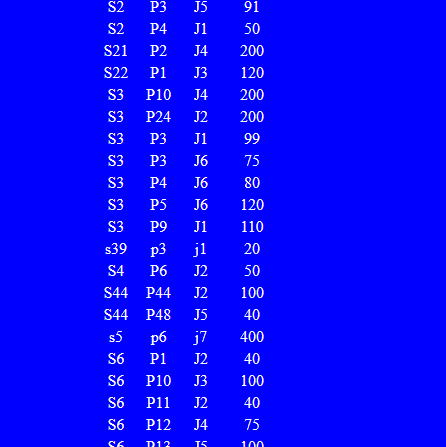 S2 P3 J5 91
S2 P4 J1 50
S21 P2 J4 200
S22 P1 J3 120
S3 P10 J4 200
S3 P24 J2 200
S3 P3 J1 99
S3 P3 J6 75
S3 P4 J6 80
S3 P5 J6 120
S3 P9 J1 110
s39 p3 j1 20
S4 P6 J2 50
S44 P44 J2 100
S44 P48 J5 40
s5 p6 j7 400
S6 P1 J2 40
S6 P10 J3 100
S6 P11 J2 40
S6 P12 J4 75
S6 P13 J5 100